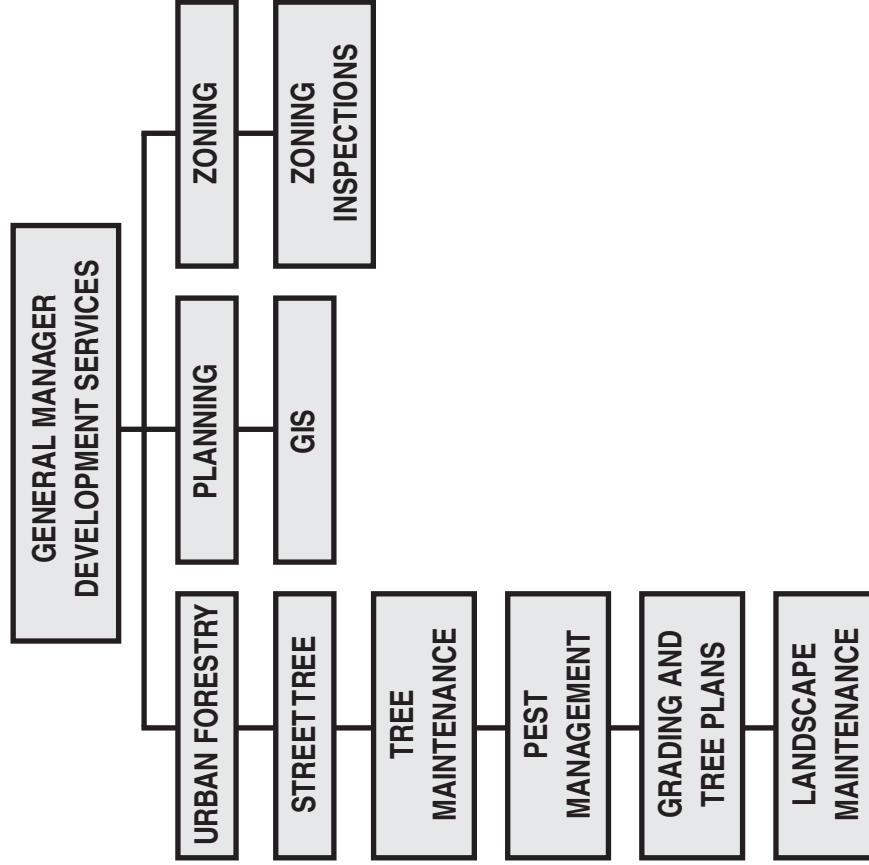 GENERAL MANAGER
DEVELOPMENT SERVICES
URBAN FORESTRY
STREET TREE
TREE
MAINTENANCE
PEST
MANAGEMENT
GRADING AND
TREE PLANS
LANDSCAPE
MAINTENANCE
PLANNING
GIS
ZONING
ZONING
INSPECTIONS